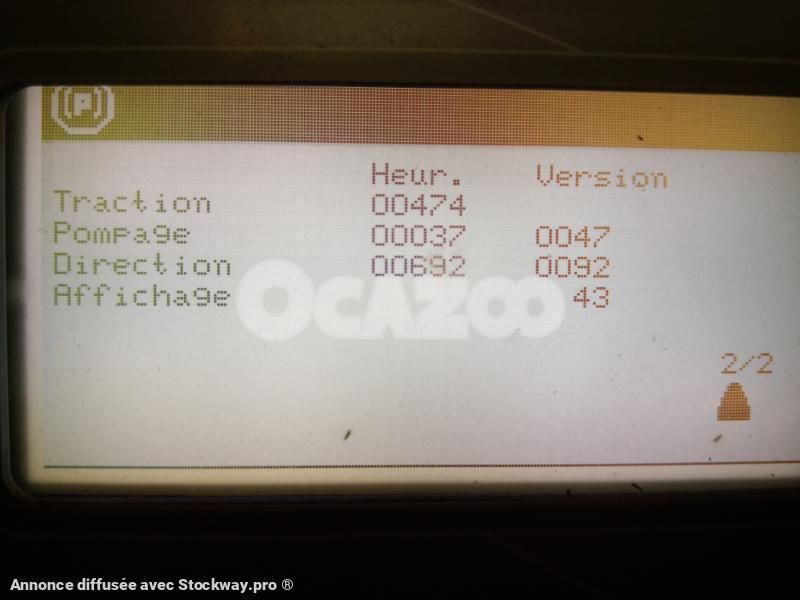 (P)
Heur. Version
Traction 00474
Pompage 00037 0047
Direction 00692 0092
Affichage 43
OCAZOO
2/2
Annonce diffusée avec Stockway.pro ®